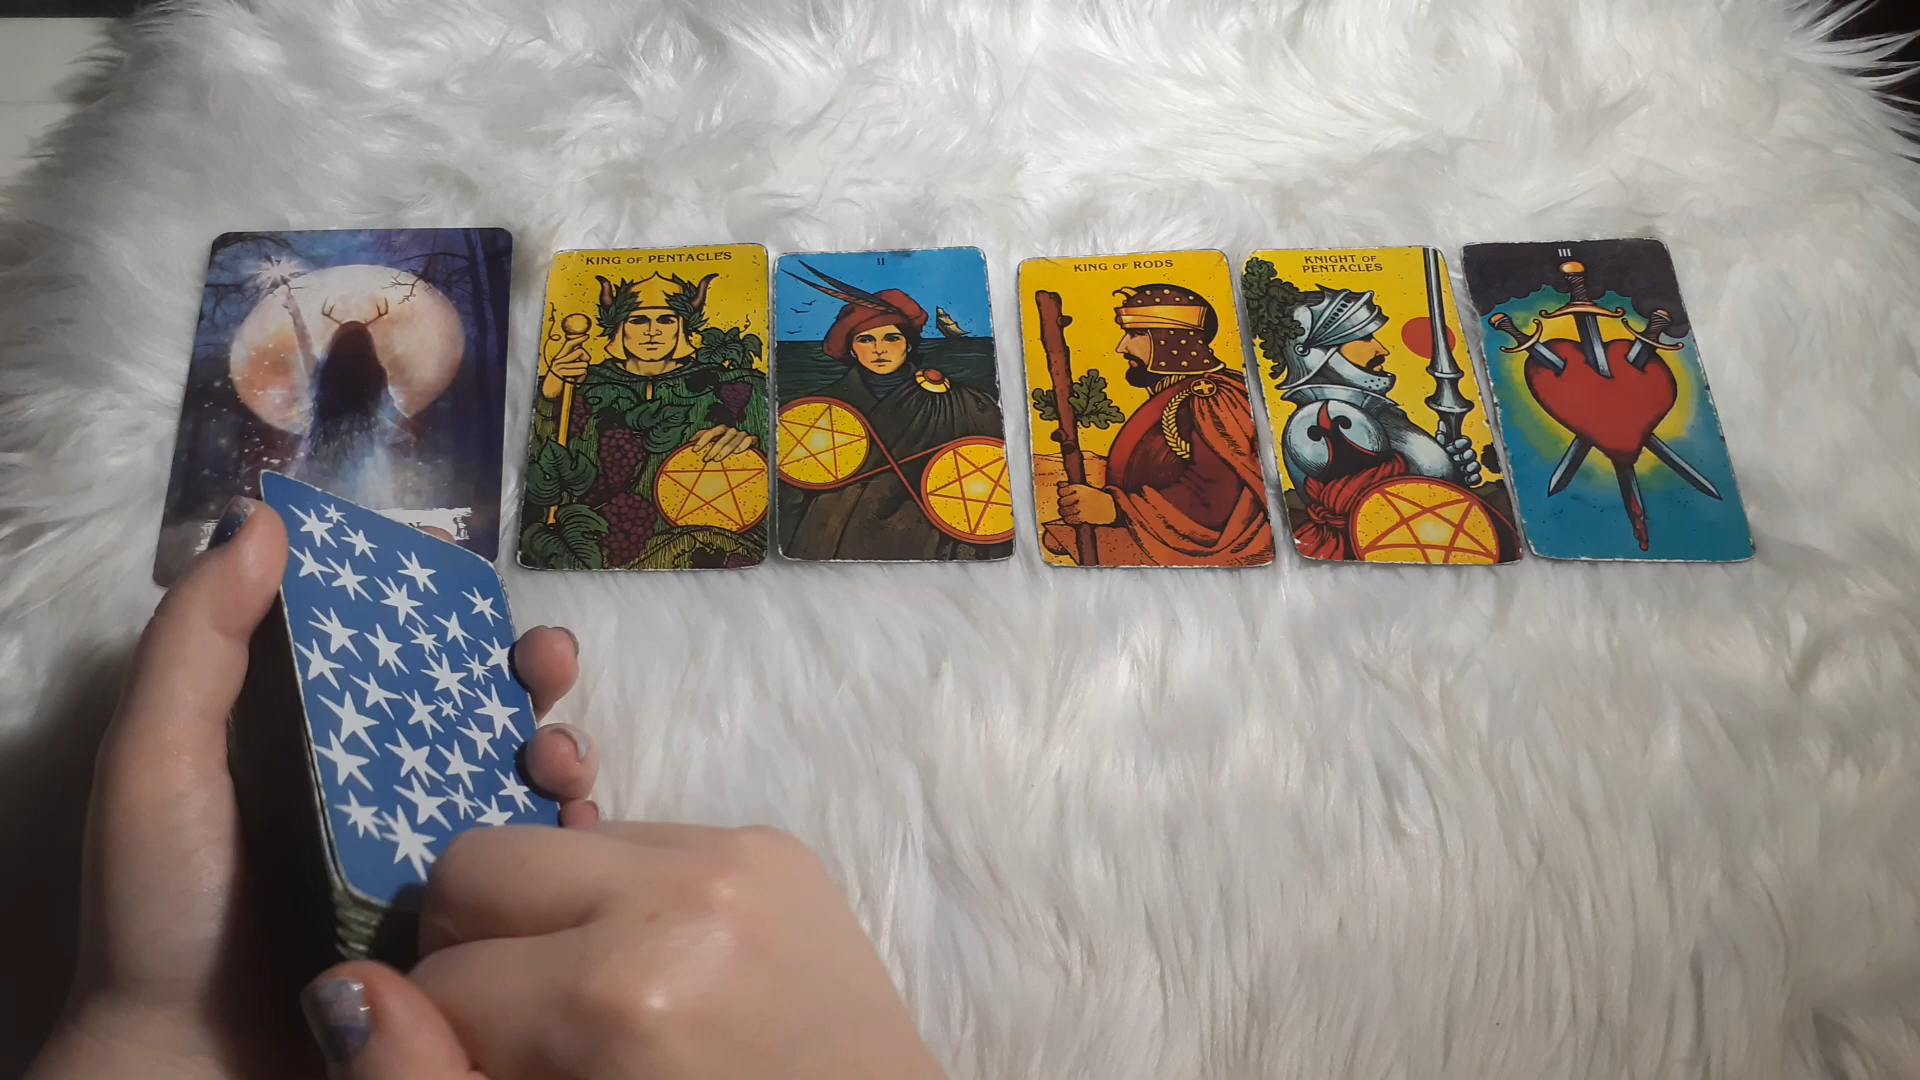 KING OF PENTACLES
II
KING OF RODS
KNIGHT OF
PENTACLES
III